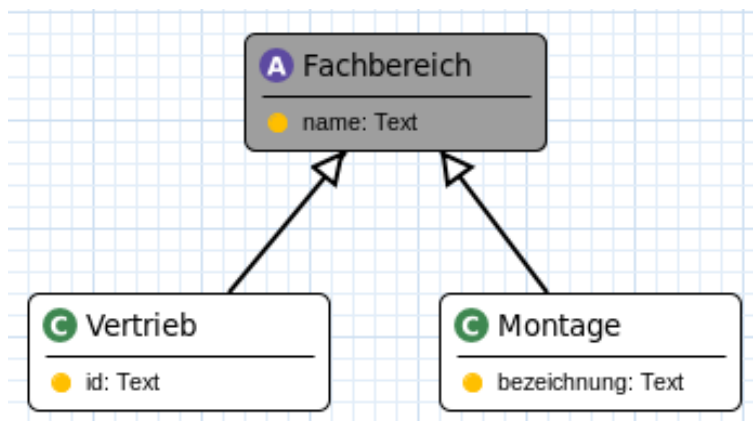 A Fachbereich
name: Text
C Vertrieb
id: Text
C Montage
bezeichnung: Text